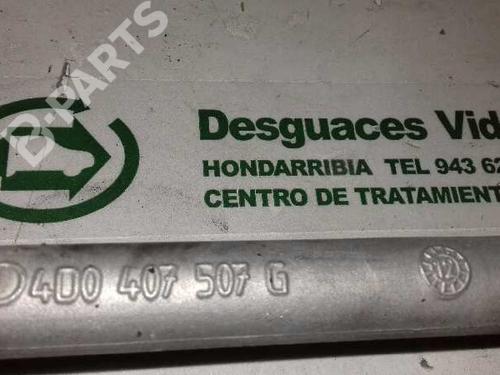 B-PARTS
Desguaces Vid
HONDARRIBIA TEL 943 62
CENTRO DE TRATAMIENT
4D0 407 507 G